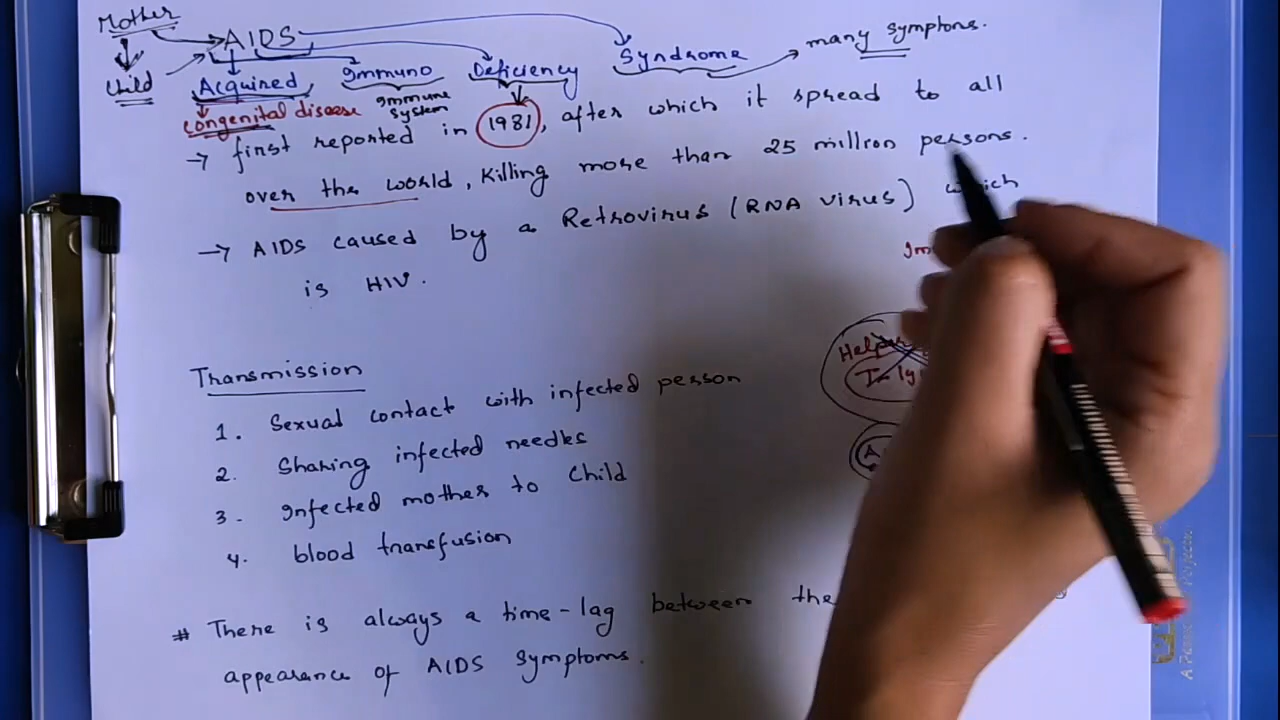 Mother
AIDS
many symptoms.
Child
Acquired Immuno Deficiency Syndrome
congenital disease
Immune
System
→ first reported in 1981, after which it spread to all
over the world, Killing more than 25 million persons.
→ AIDS caused by a Retrovirus (RNA virus) which
is HIV.
Helper
Transmission
1. Sexual contact with infected person
2. Sharing infected needles
3. Infected mother to Child
4. blood transfusion
# There is always a time-lag between the
appearance of AIDS symptoms.